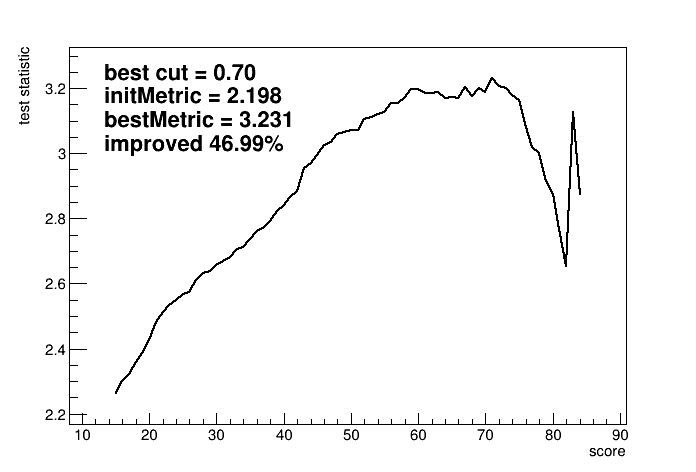 test statistic
best cut = 0.70
initMetric = 2.198
bestMetric = 3.231
improved 46.99%
3.2
3
2.8
2.6
2.4
2.2
10 20 30 40 50 60 70 80 90
score